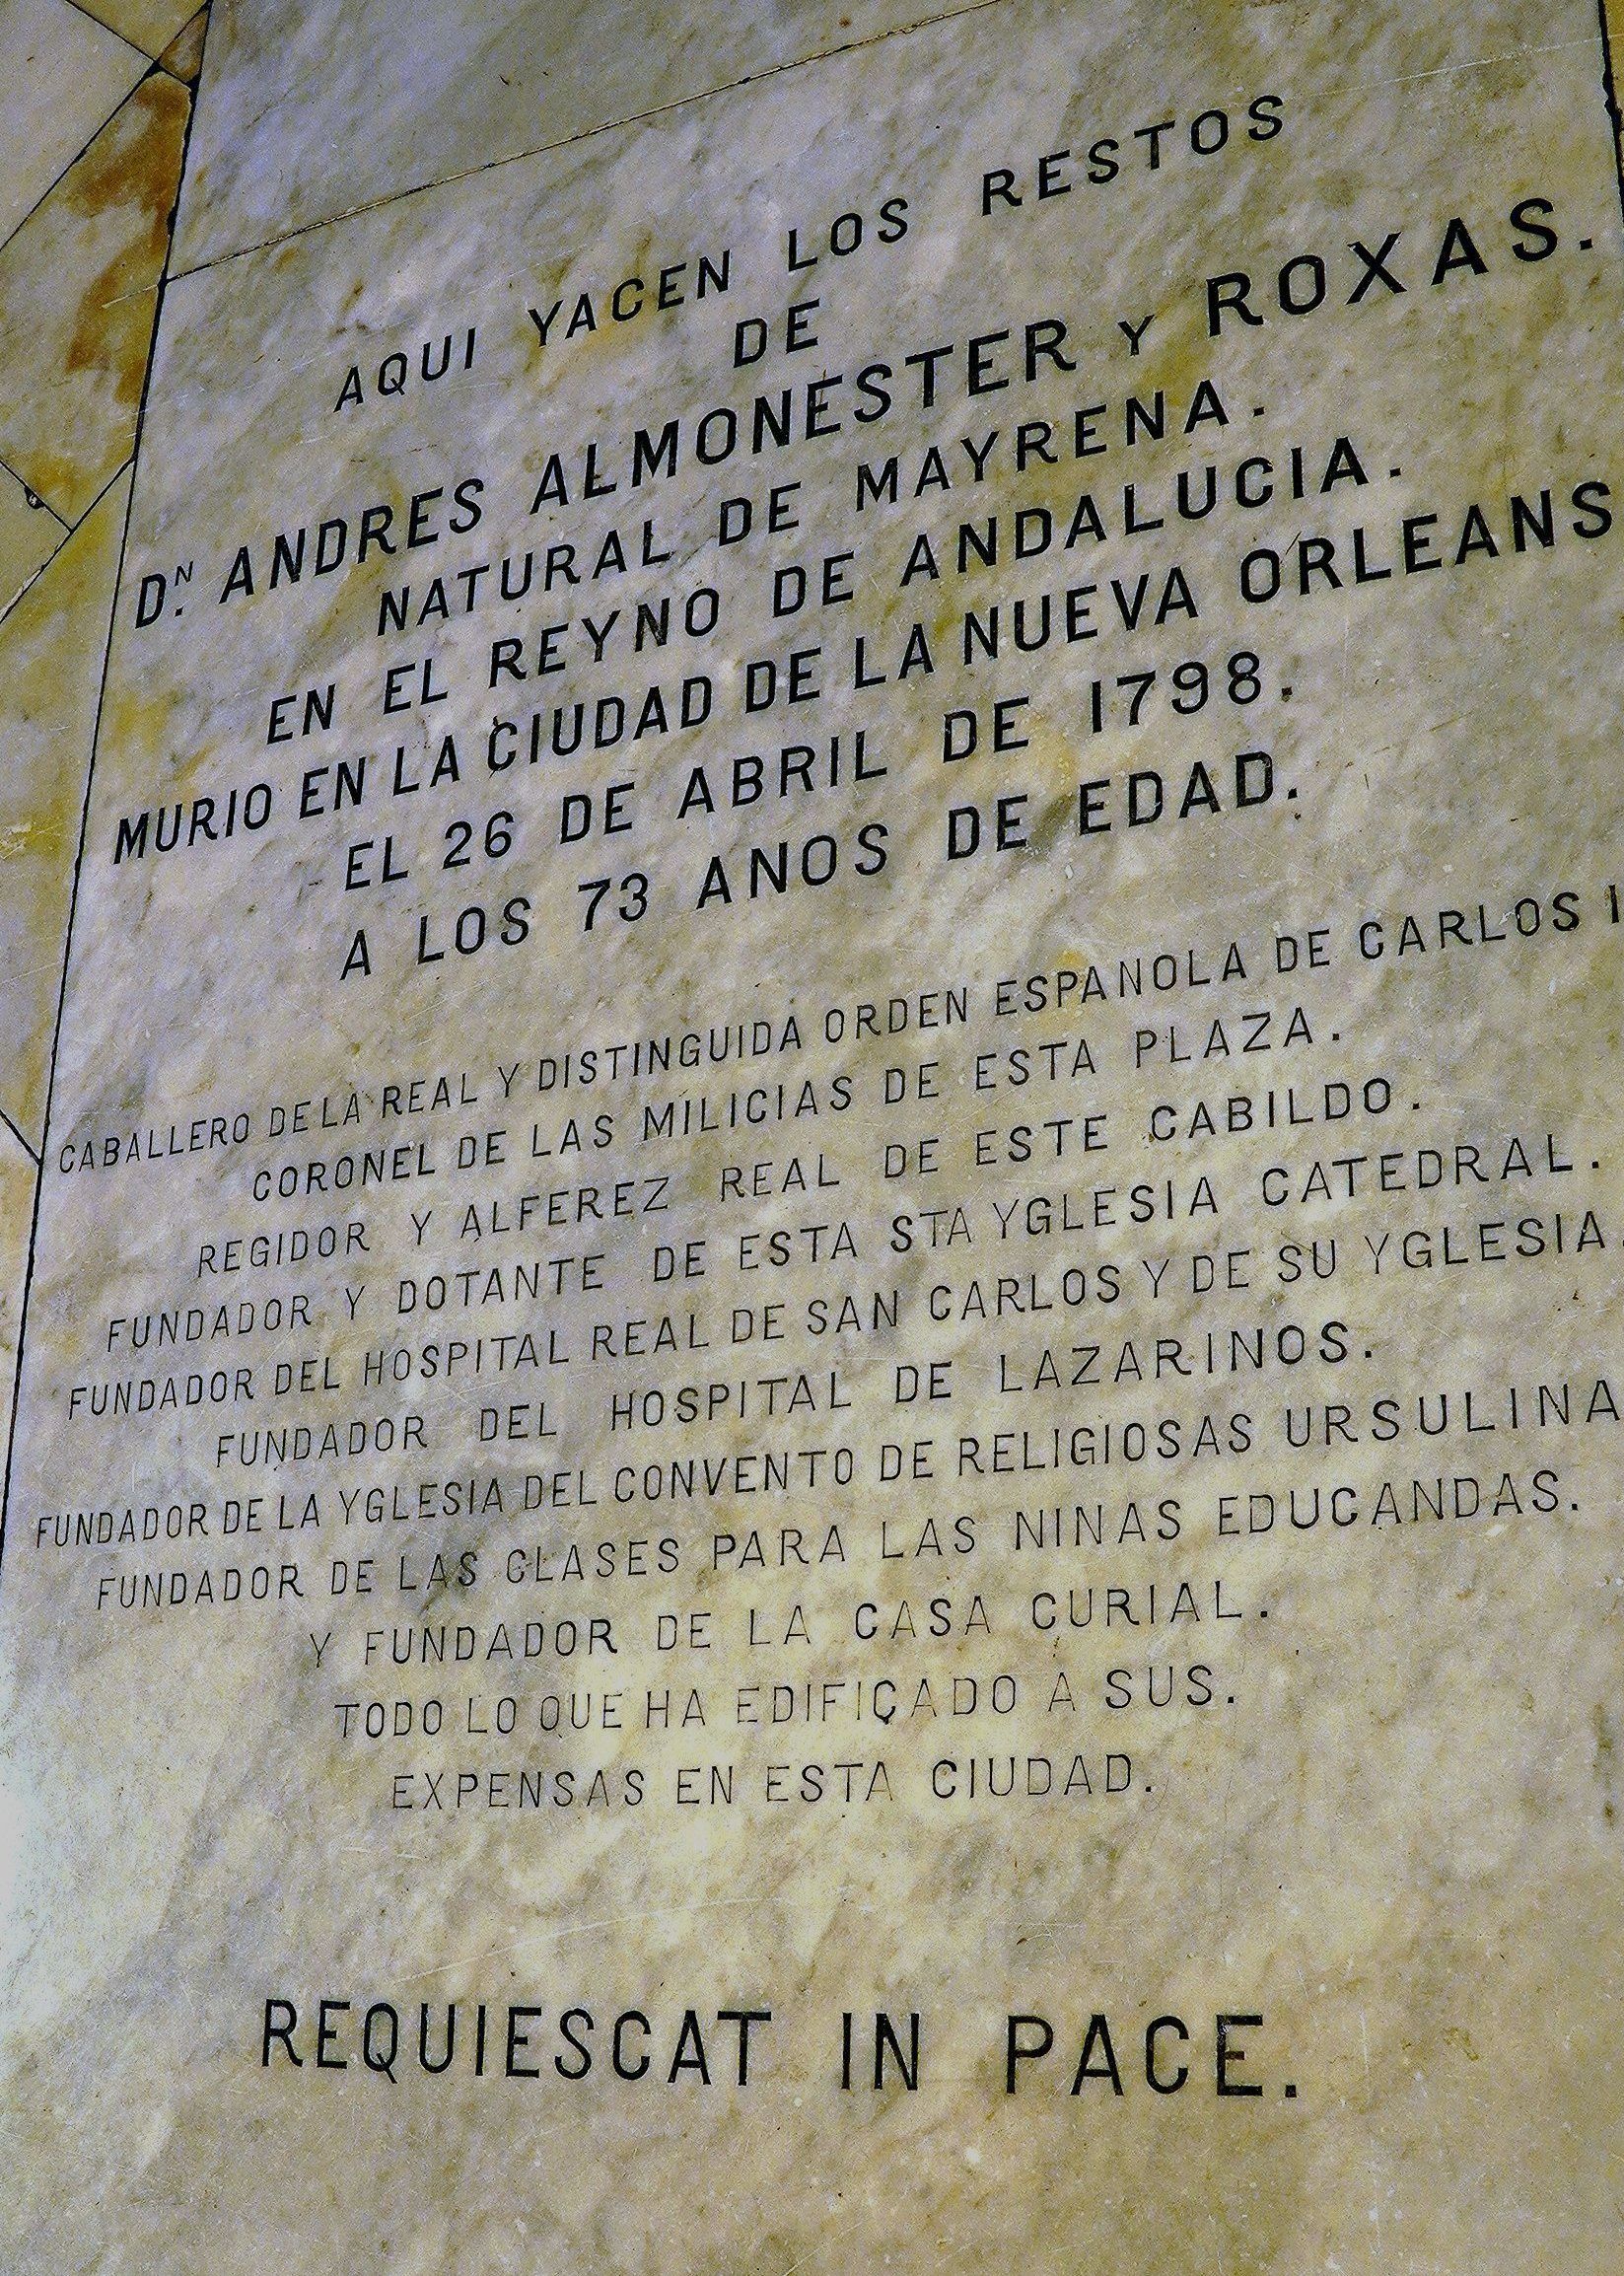 AQUI YACEN LOS RESTOS
DE
DN. ANDRES ALMONESTER Y ROXAS.
NATURAL DE MAYRENA.
EN EL REYNO DE ANDALUCIA.
MURIO EN LA CIUDAD DE LA NUEVA ORLEANS
EL 26 DE ABRIL DE 1798.
A LOS 73 ANOS DE EDAD.
CABALLERO DE LA REAL Y DISTINGUIDA ORDEN ESPANOLA DE CARLOS
CORONEL DE LAS MILICIAS DE ESTA PLAZA.
REGIDOR Y ALFEREZ REAL DE ESTE CABILDO.
FUNDADOR Y DOTANTE DE ESTA STA YGLESIA CATEDRAL.
FUNDADOR DEL HOSPITAL REAL DE SAN CARLOS Y DE SU YGLESIA.
FUNDADOR DEL HOSPITAL DE LAZARINOS.
FUNDADOR DE LA YGLESIA DEL CONVENTO DE RELIGIOSAS URSULINA
FUNDADOR DE LAS CLASES PARA LAS NINAS EDUCANDAS.
Y FUNDADOR DE LA CASA CURIAL.
TODO LO QUE HA EDIFICADO A SUS.
EXPENSAS EN ESTA CIUDAD.
REQUIESCAT IN PACE.